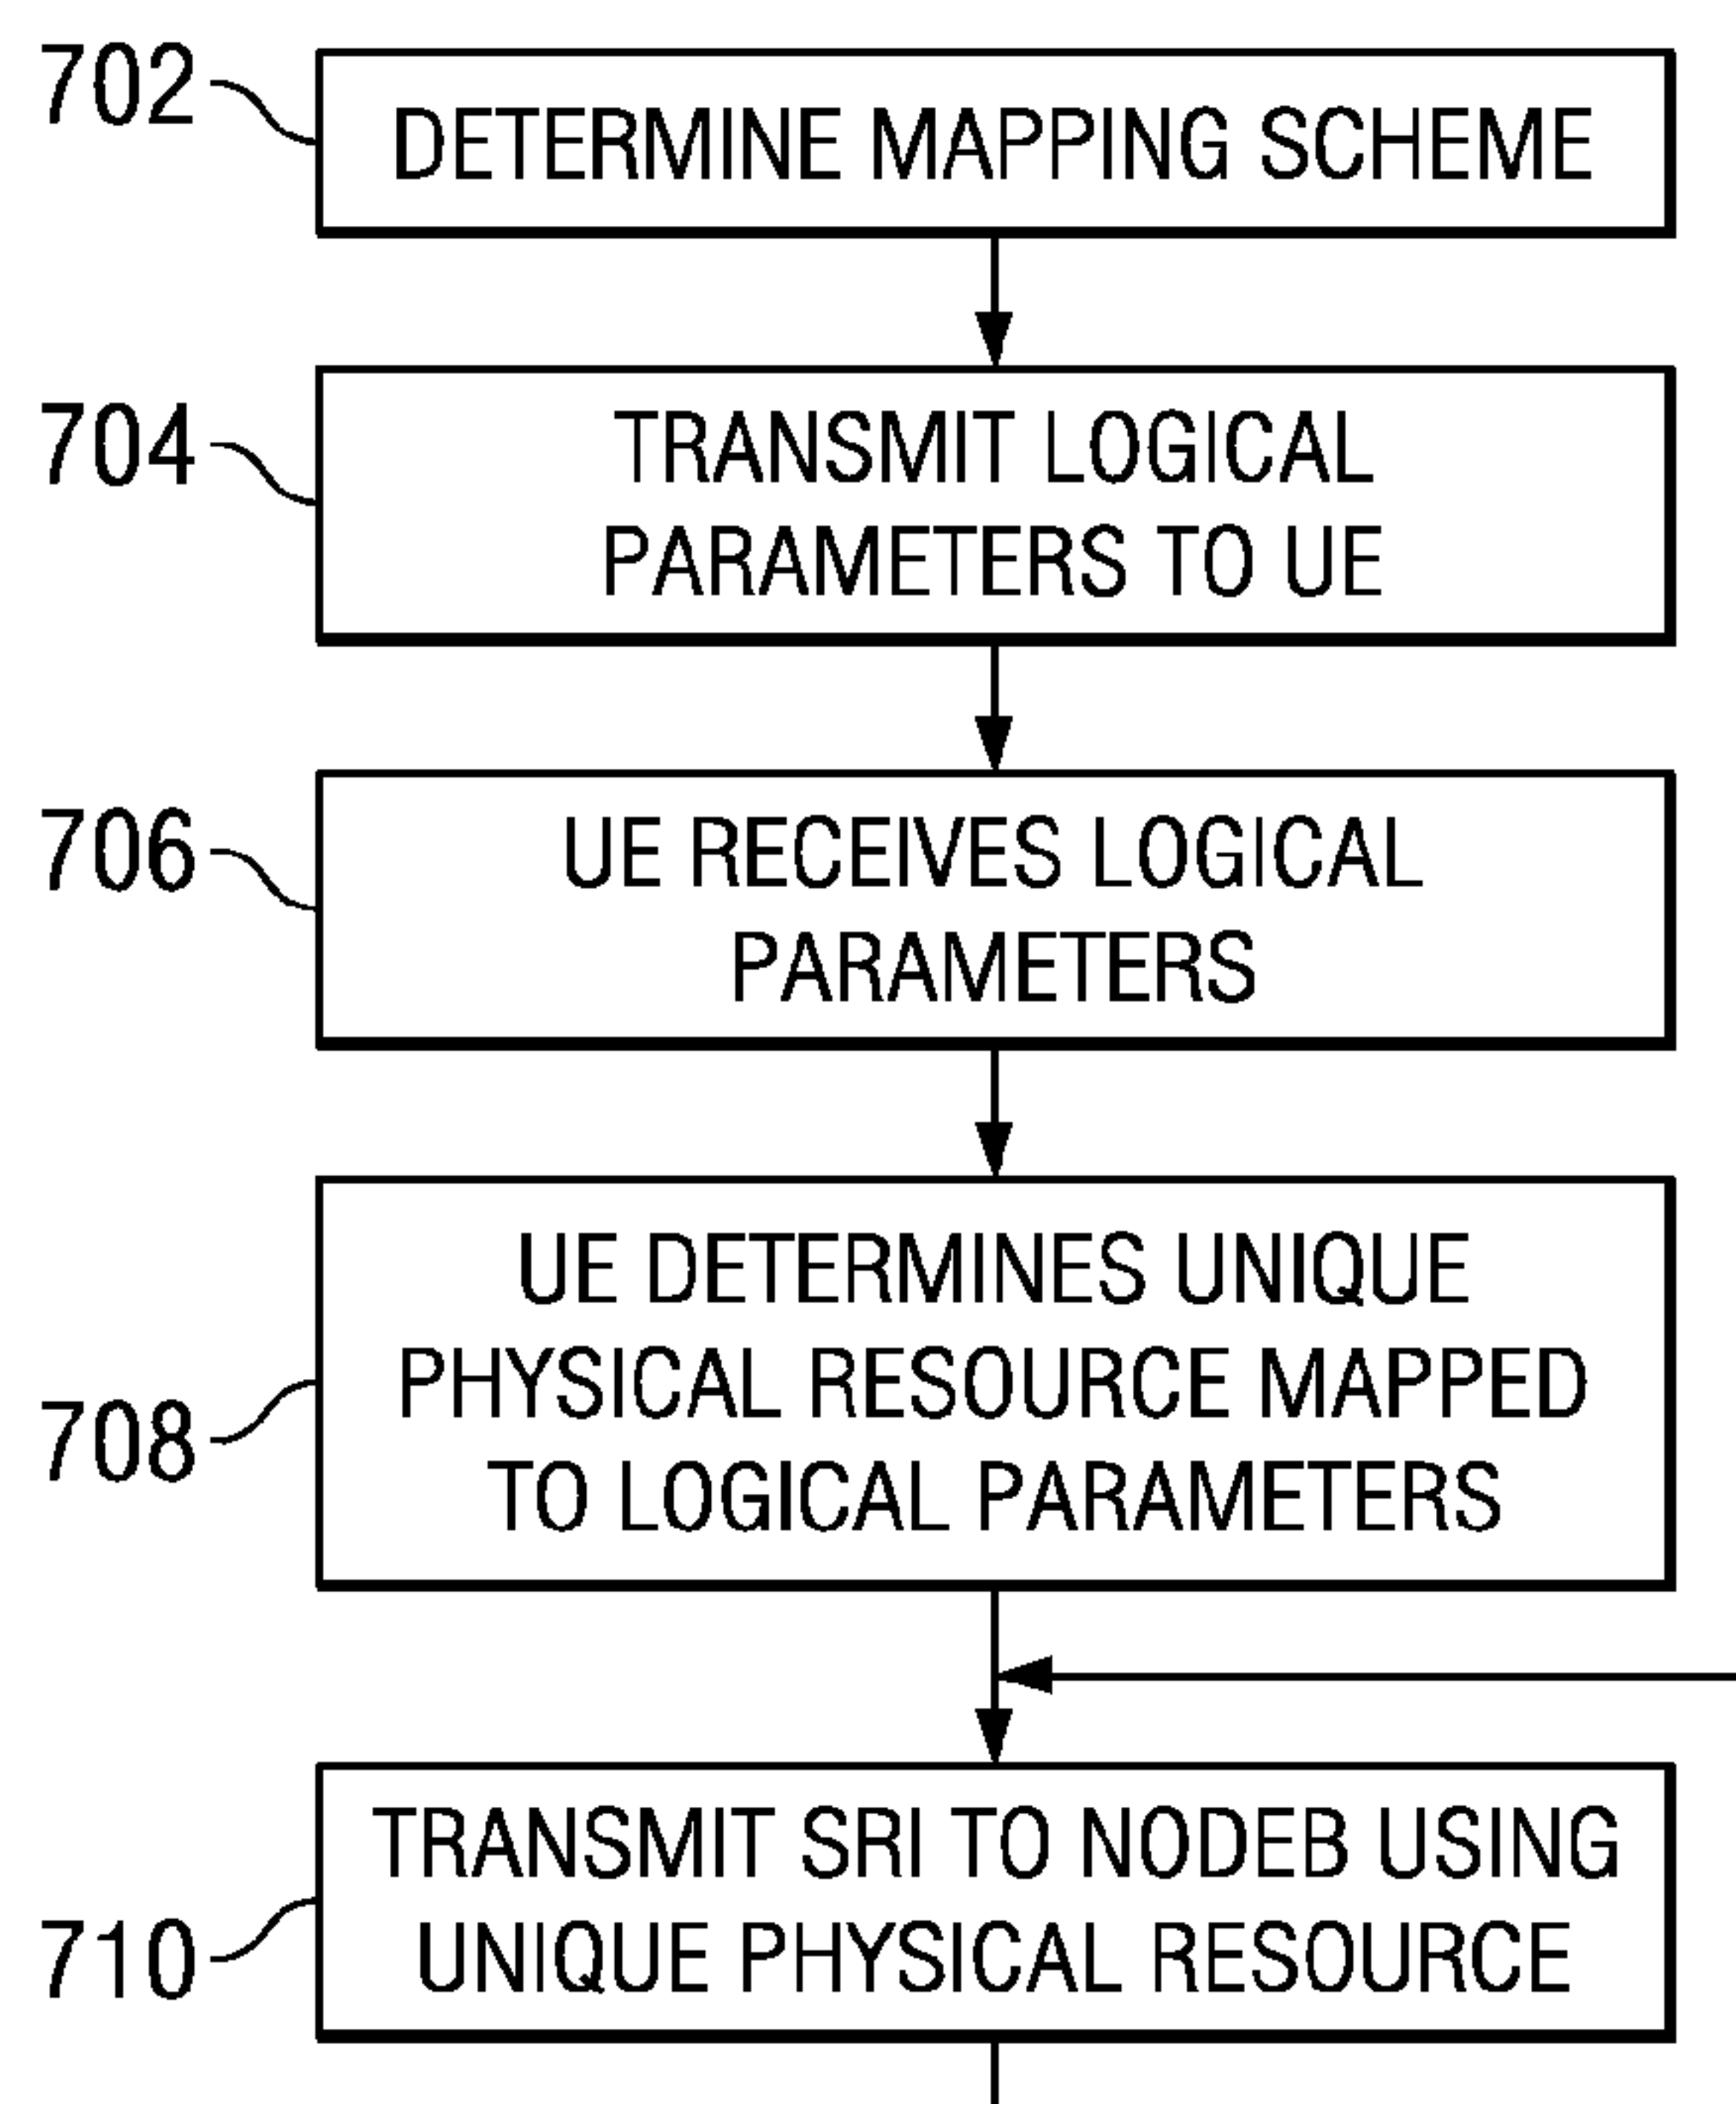 702
DETERMINE MAPPING SCHEME
704
TRANSMIT LOGICAL
PARAMETERS TO UE
706
UE RECEIVES LOGICAL
PARAMETERS
708
UE DETERMINES UNIQUE
PHYSICAL RESOURCE MAPPED
TO LOGICAL PARAMETERS
710
TRANSMIT SRI TO NODEB USING
UNIQUE PHYSICAL RESOURCE